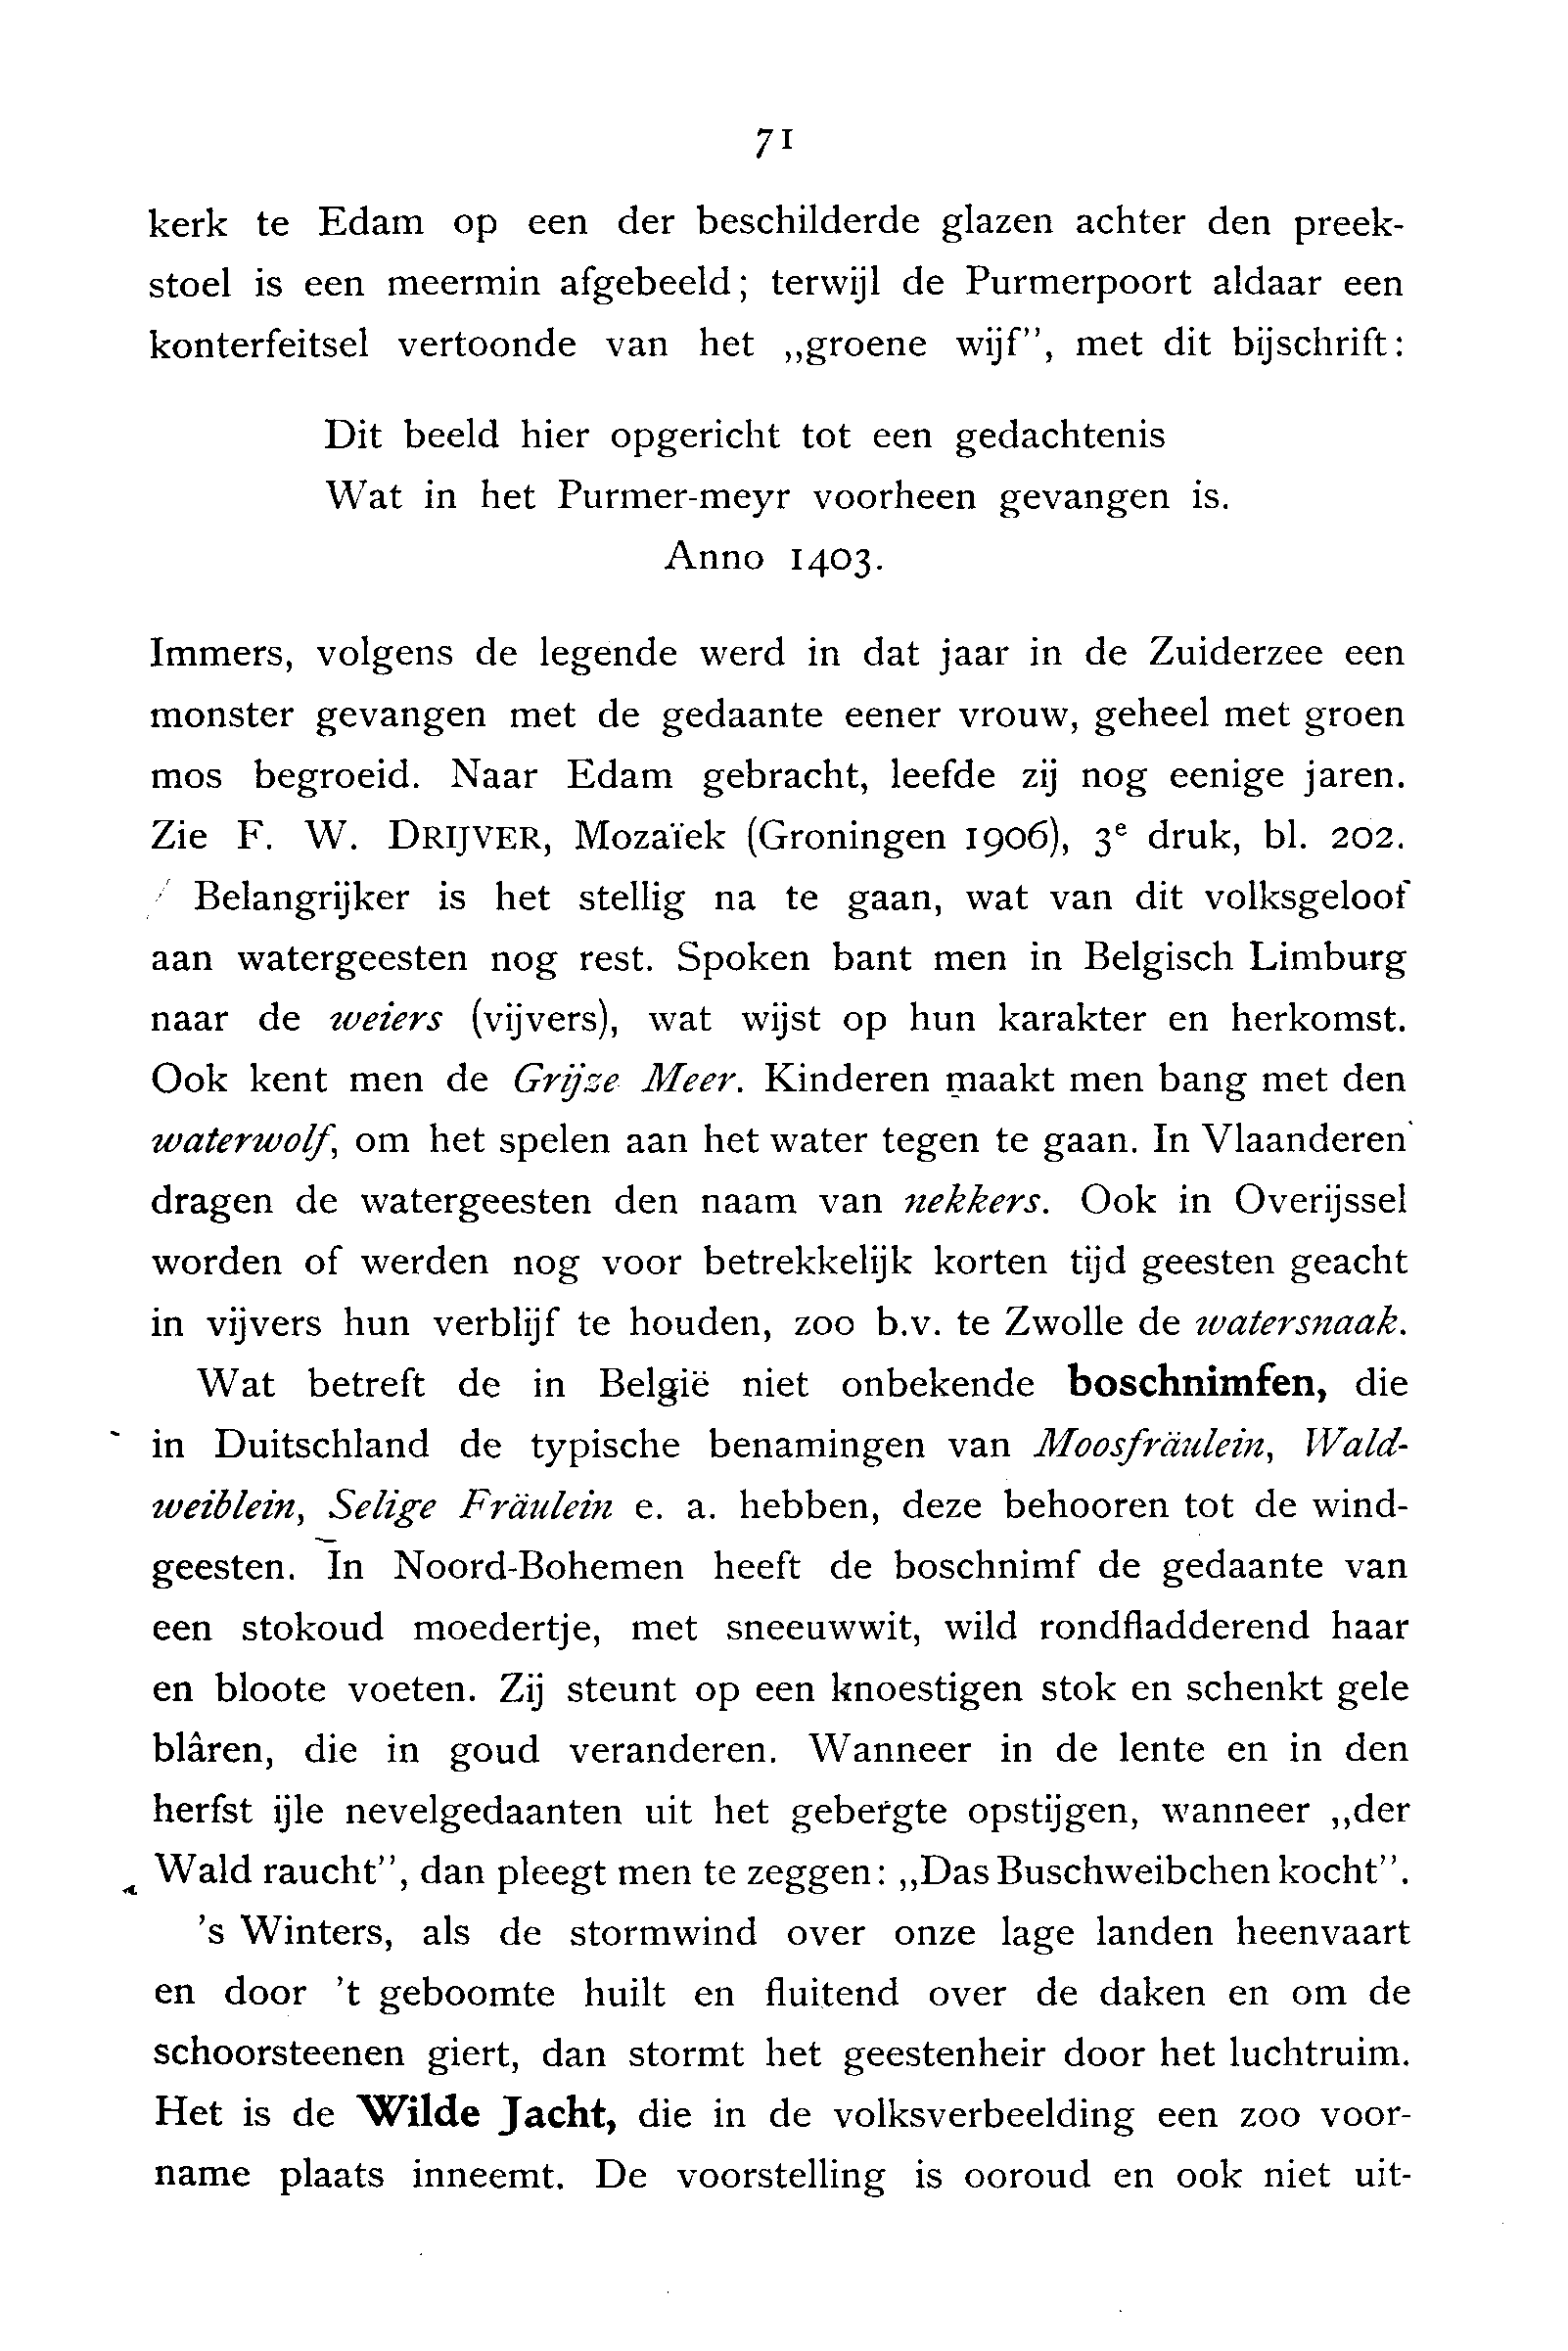 71
kerk te Edam op een der beschilderde glazen achter den preek-
stoel is een meermin afgebeeld; terwijl de Purmerpoort aldaar een
konterfeitsel vertoonde van het „groene wijf”, met dit bijschrift:
Dit beeld hier opgericht tot een gedachtenis
Wat in het Purmer-meyr voorheen gevangen is.
Anno 1403.
Immers, volgens de legende werd in dat jaar in de Zuiderzee een
monster gevangen met de gedaante eener vrouw, geheel met groen
mos begroeid. Naar Edam gebracht, leefde zij nog eenige jaren.
Zie F. W. DRIJVER, Mozaïek (Groningen 1906), 3e druk, bl. 202.
Belangrijker is het stellig na te gaan, wat van dit volksgeloof
aan watergeesten nog rest. Spoken bant men in Belgisch Limburg
naar de weiers (vijvers), wat wijst op hun karakter en herkomst.
Ook kent men de Grijze Meer. Kinderen maakt men bang met den
waterwolf, om het spelen aan het water tegen te gaan. In Vlaanderen
dragen de watergeesten den naam van nekkers. Ook in Overijssel
worden of werden nog voor betrekkelijk korten tijd geesten geacht
in vijvers hun verblijf te houden, zoo b.v. te Zwolle de watersnaak.
Wat betreft de in België niet onbekende boschnimfen, die
in Duitschland de typische benamingen van Moosfräulein, Wald-
weiblein, Selige Fräulein e. a. hebben, deze behooren tot de wind-
geesten. In Noord-Bohemen heeft de boschnimf de gedaante van
een stokoud moedertje, met sneeuwwit, wild rondfladderend haar
en bloote voeten. Zij steunt op een knoestigen stok en schenkt gele
blâren, die in goud veranderen. Wanneer in de lente en in den
herfst ijle nevelgedaanten uit het gebergte opstijgen, wanneer „der
Wald raucht”, dan pleegt men te zeggen: „Das Buschweibchen kocht”.
’s Winters, als de stormwind over onze lage landen heenvaart
en door ’t geboomte huilt en fluitend over de daken en om de
schoorsteenen giert, dan stormt het geestenheir door het luchtruim.
Het is de Wilde Jacht, die in de volksverbeelding een zoo voor-
name plaats inneemt. De voorstelling is ooroud en ook niet uit-